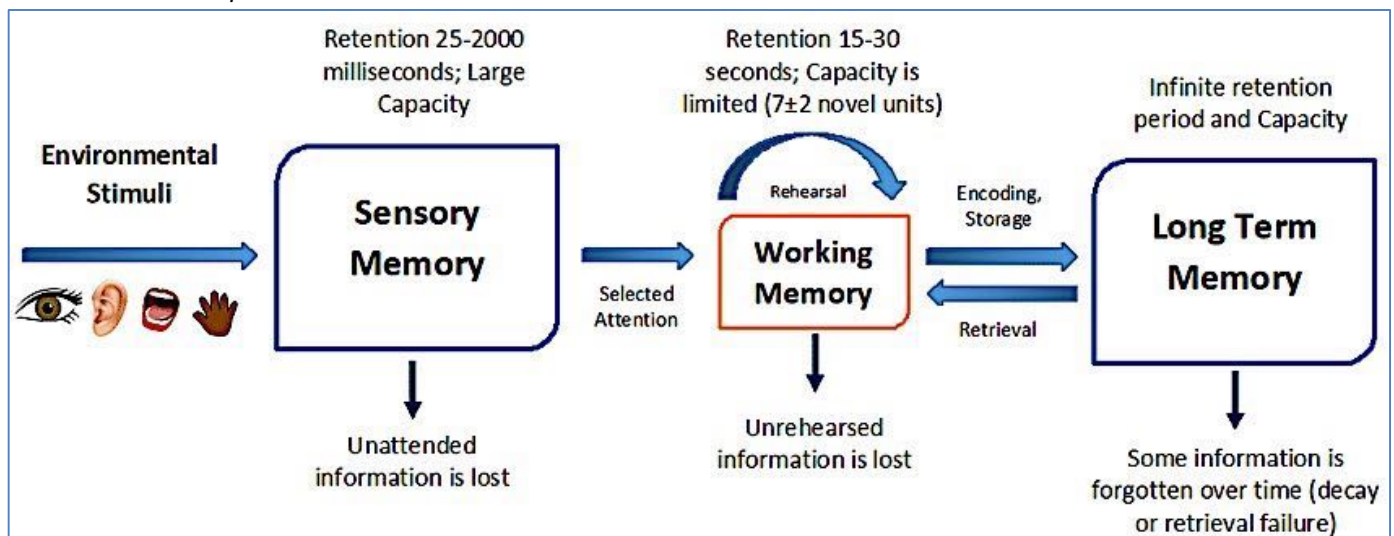 Retention 25-2000
milliseconds; Large
Capacity
Retention 15-30
seconds; Capacity is
limited (7±2 novel units)
Infinite retention
period and Capacity
Environmental
Stimuli
Sensory
Memory
Selected
Attention
Rehearsal
Working
Memory
Encoding,
Storage
Retrieval
Long Term
Memory
Unattended
information is lost
Unrehearsed
information is lost
Some information is
forgotten over time (decay
or retrieval failure)